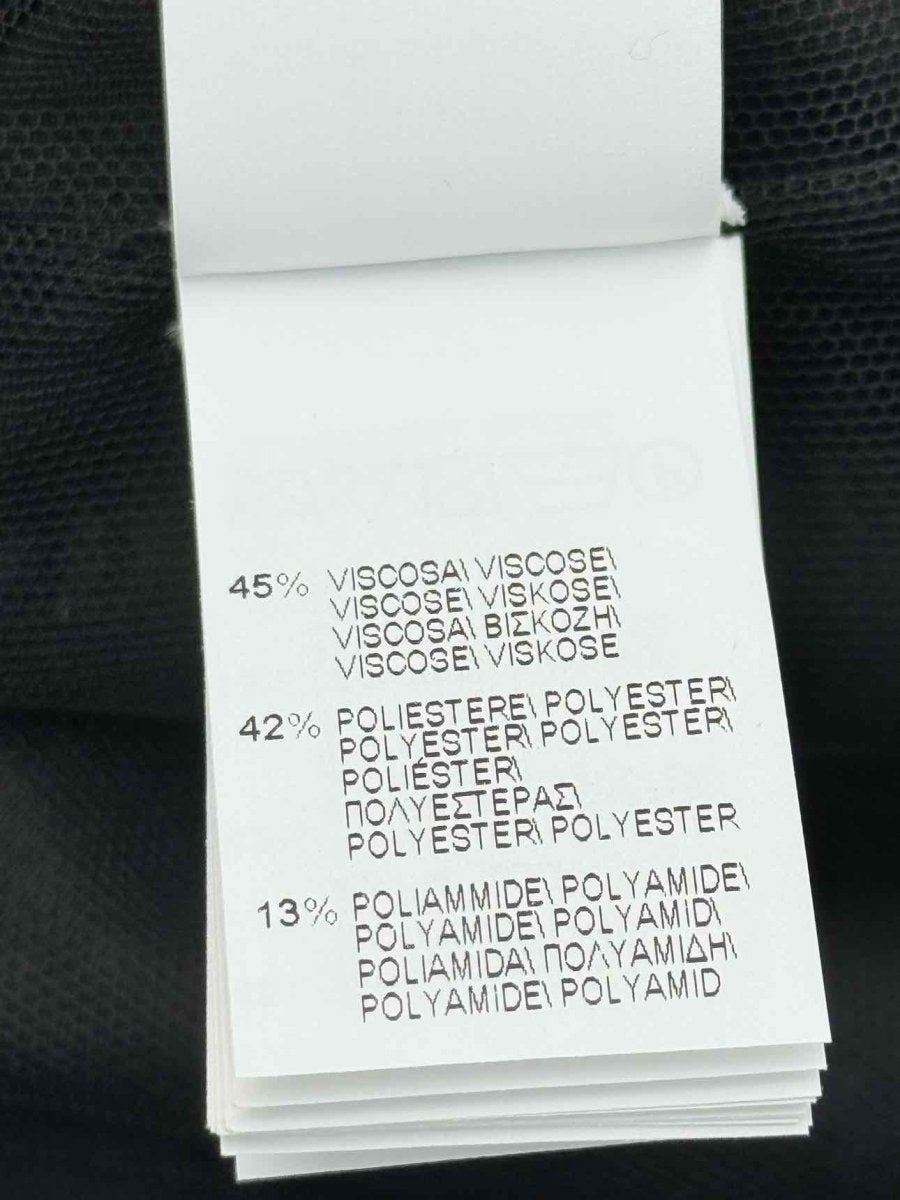 45% VISCOSA\ VISCOSE\
VISCOSE\ VISKOSE\
VISCOSA\ ΒΙΣΚΟΖΗ\
VISCOSE\ VISKOSE
42% POLIESTERE\ POLYESTER\
POLYESTER\ POLYESTER\
POLIÉSTER\
ΠΟΛΥΕΣΤΕΡΑΣ\
POLYESTER\ POLYESTER
13% POLIAMMIDE\ POLYAMIDE\
POLYAMIDE\ POLYAMID\
POLIAMIDA\ ΠΟΛΥΑΜΙΔΗ\
POLYAMIDE\ POLYAMID